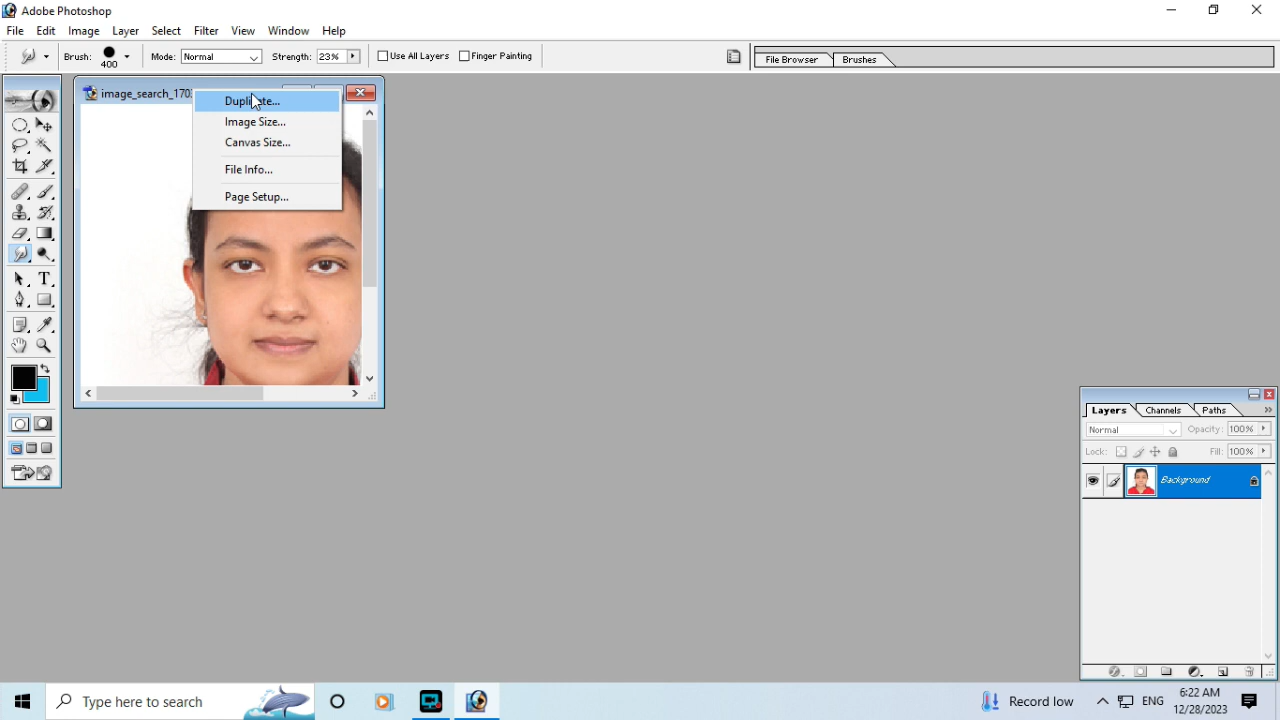 Adobe Photoshop
File Edit Image Layer Select Filter View Window Help
Brush: 400 Mode: Normal Strength: 23% Use All Layers Finger Painting File Browser Brushes
image_search_170
Duplicate...
Image Size...
Canvas Size...
File Info...
Page Setup...
T
Layers Channels Paths
Normal Opacity: 100%
Lock: Fill: 100%
Background
Type here to search Record low ENG 6:22 AM
12/28/2023